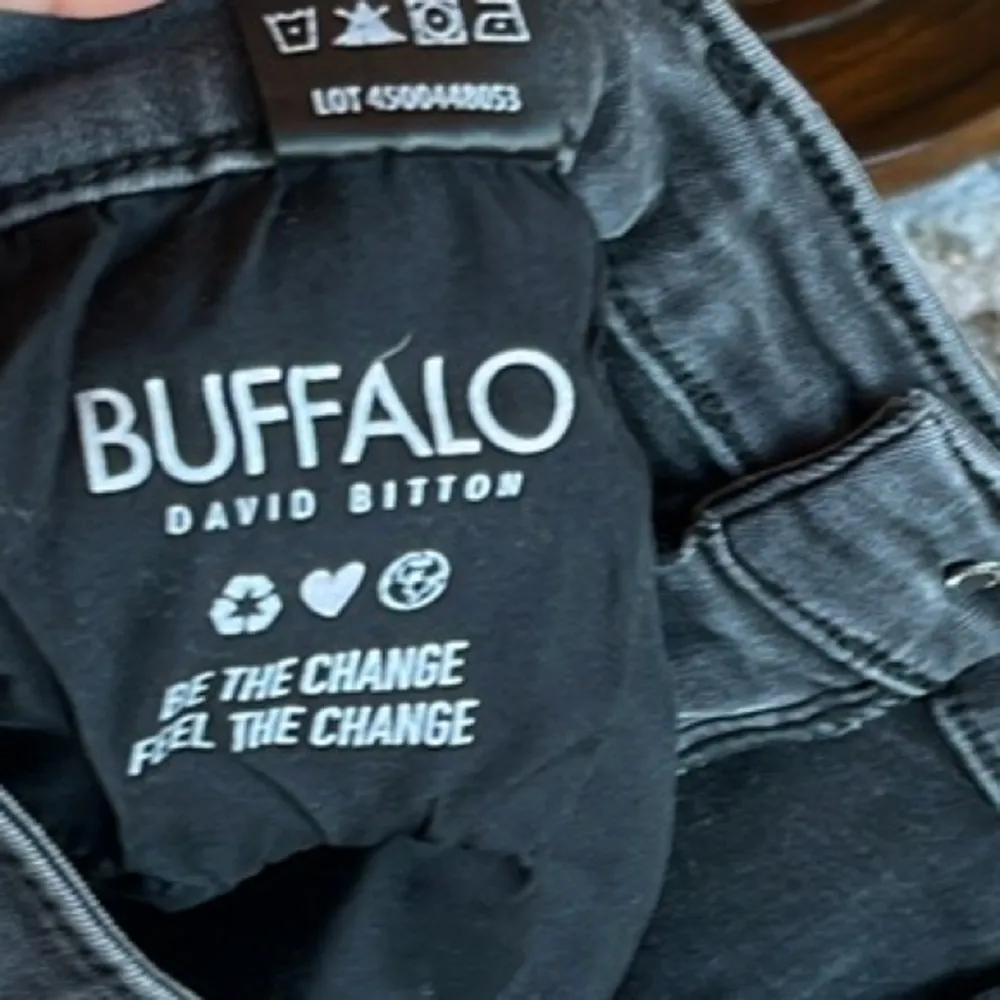 LOT 4500448053
BUFFALO
DAVID BITTON
BE THE CHANGE
FEEL THE CHANGE